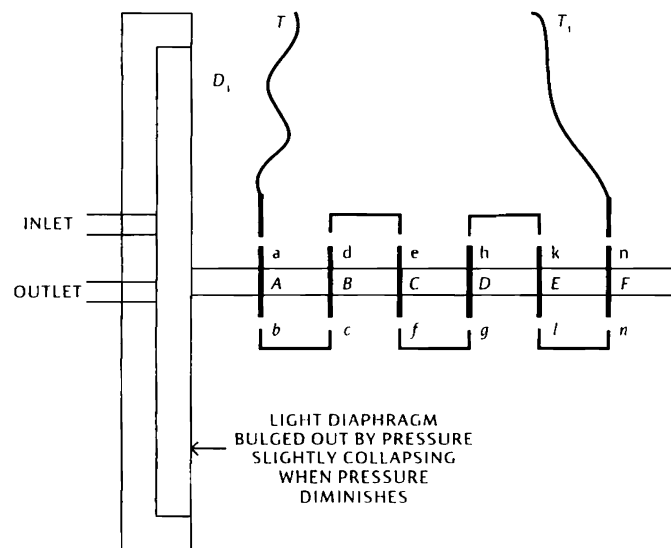 T T₁
D₁
INLET
a d e h k n
OUTLET A B C D E F
b c f g l n
LIGHT DIAPHRAGM
BULGED OUT BY PRESSURE
SLIGHTLY COLLAPSING
WHEN PRESSURE
DIMINISHES